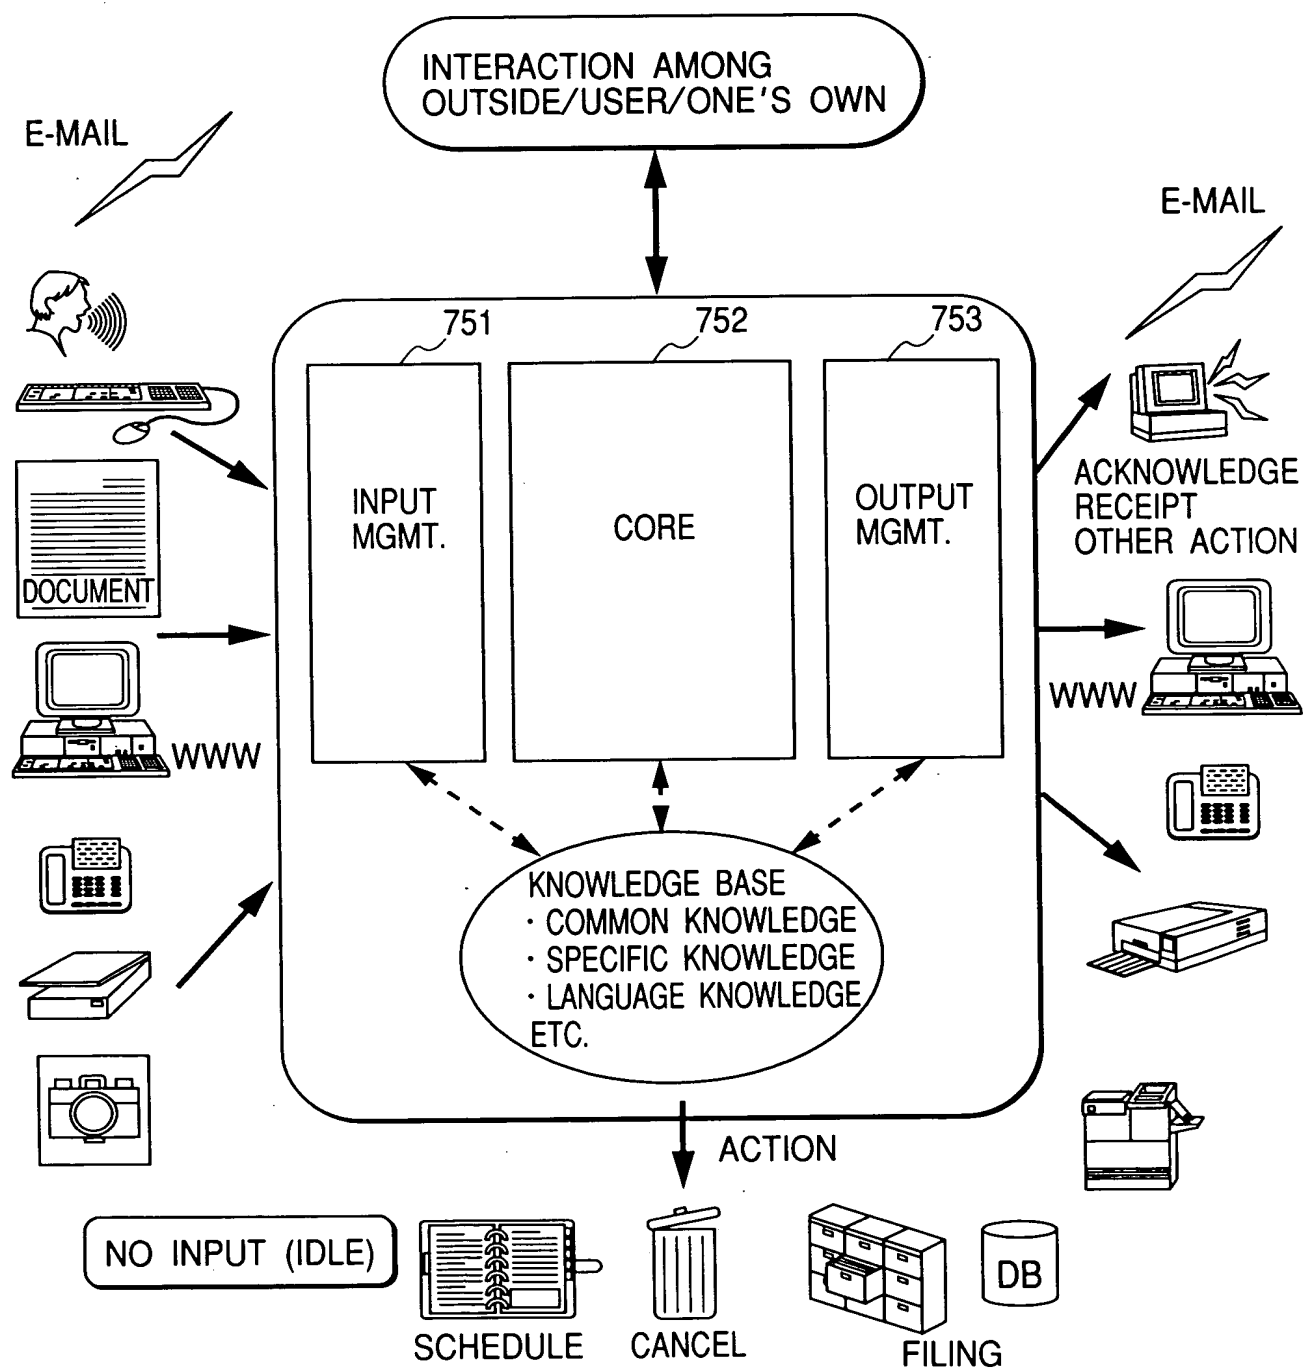 INTERACTION AMONG
OUTSIDE/USER/ONE'S OWN
E-MAIL
E-MAIL
751
752
753
INPUT
MGMT.
CORE
OUTPUT
MGMT.
ACKNOWLEDGE
RECEIPT
OTHER ACTION
DOCUMENT
WWW
WWW
KNOWLEDGE BASE
· COMMON KNOWLEDGE
· SPECIFIC KNOWLEDGE
· LANGUAGE KNOWLEDGE
ETC.
ACTION
NO INPUT (IDLE)
DB
SCHEDULE
CANCEL
FILING